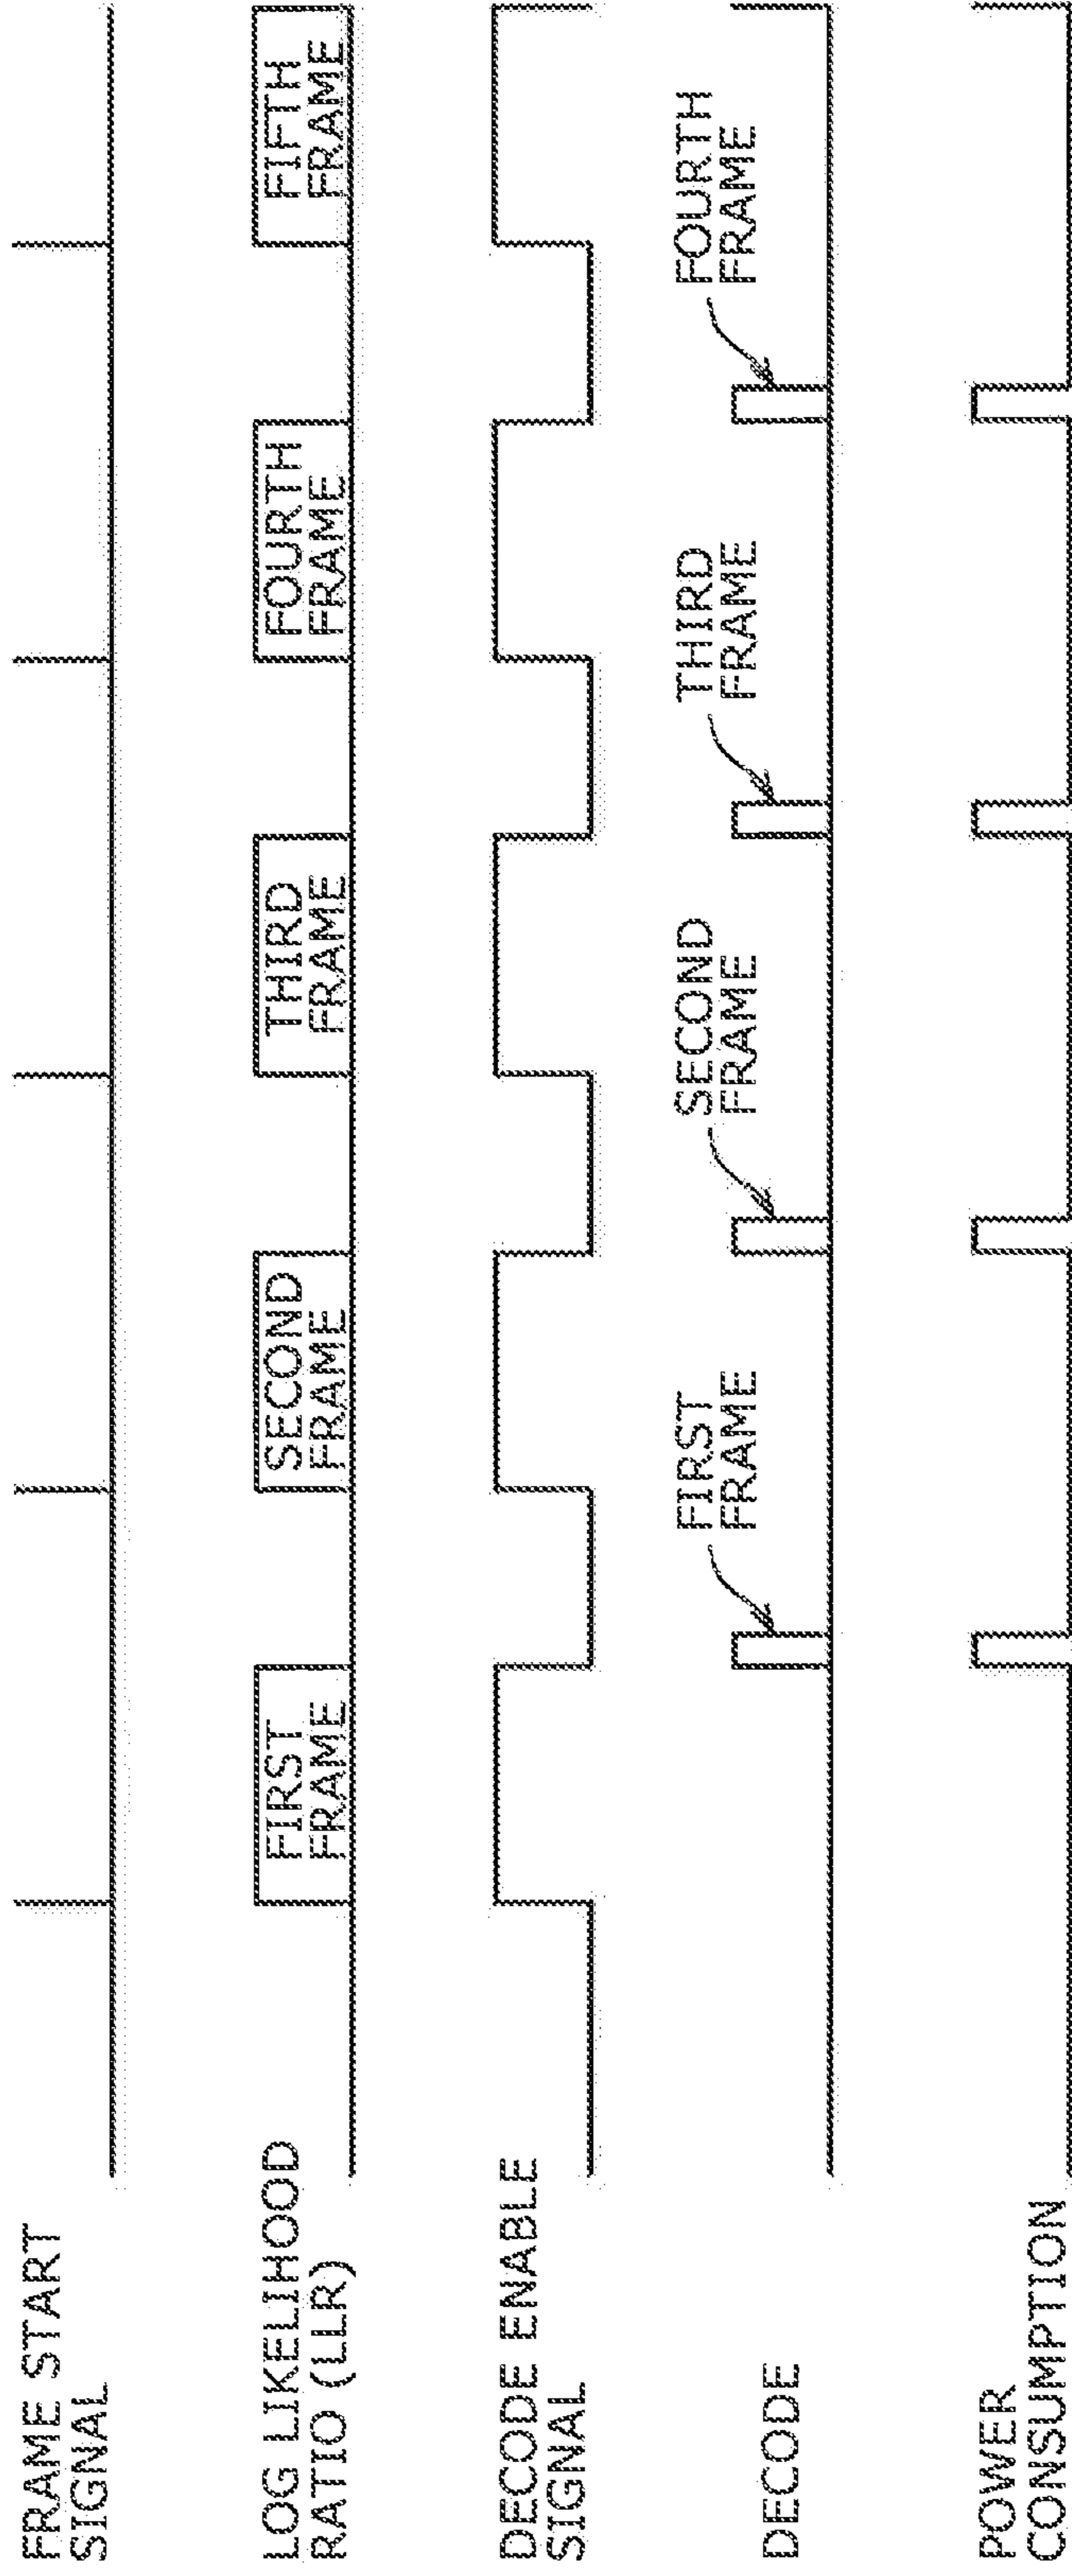 FRAME START
SIGNAL
LOG LIKELIHOOD
RATIO (LLR)
FIRST
FRAME
SECOND
FRAME
THIRD
FRAME
FOURTH
FRAME
FIFTH
FRAME
DECODE ENABLE
SIGNAL
DECODE
FIRST
FRAME
SECOND
FRAME
THIRD
FRAME
FOURTH
FRAME
POWER
CONSUMPTION